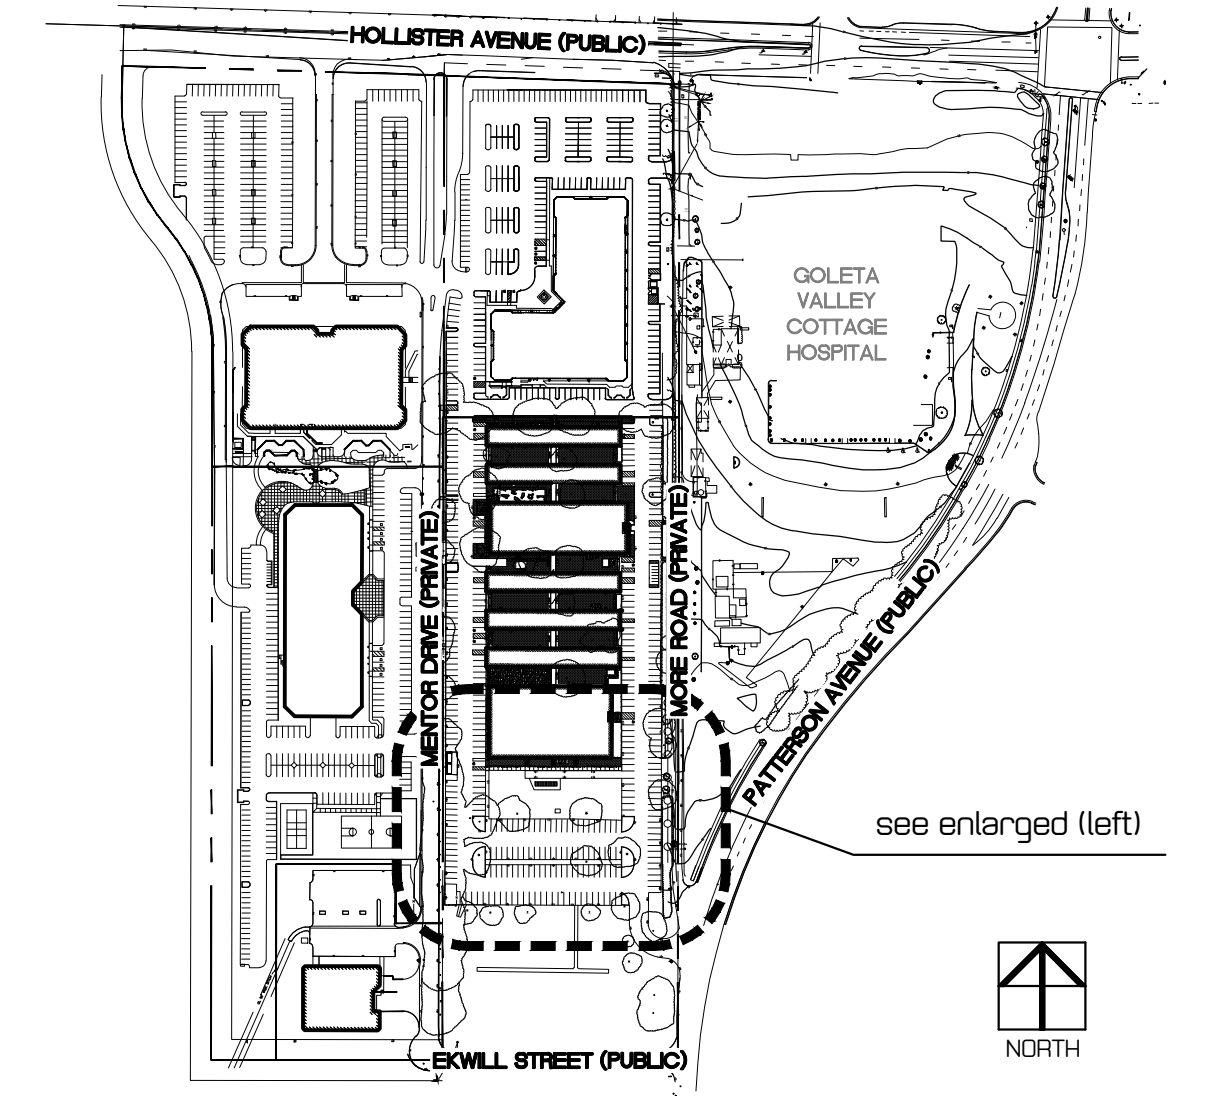 HOLLISTER AVENUE (PUBLIC)
GOLETA
VALLEY
COTTAGE
HOSPITAL
MENTOR DRIVE (PRIVATE)
MORE ROAD (PRIVATE)
PATTERSON AVENUE (PUBLIC)
see enlarged (left)
NORTH
EKWILL STREET (PUBLIC)